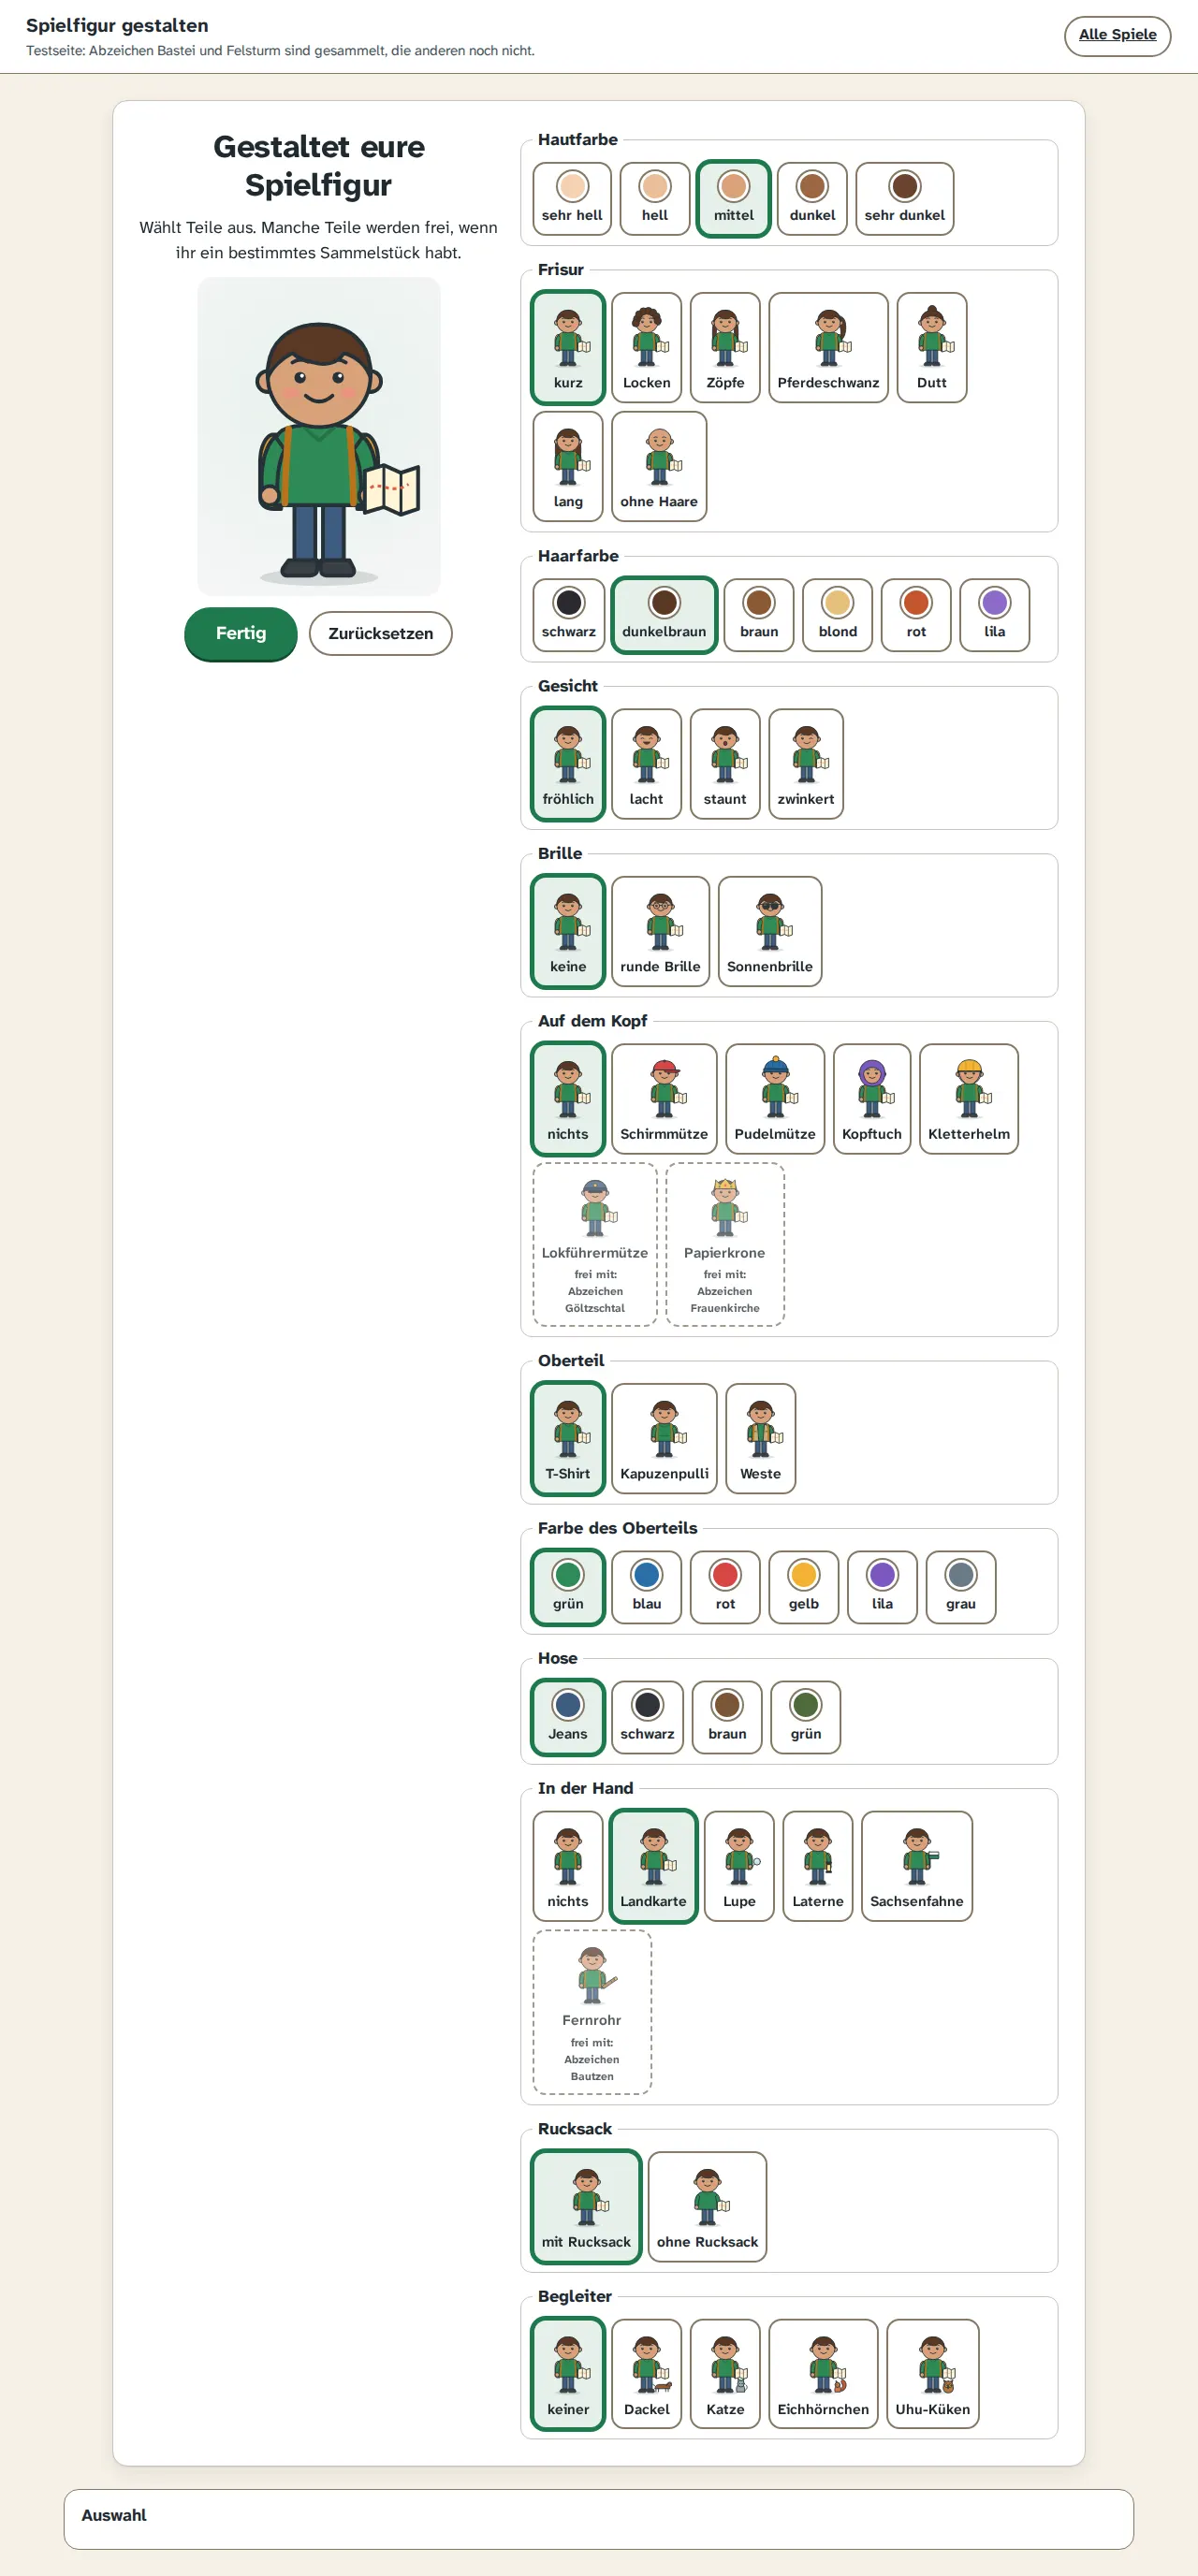 Spielfigur gestalten
Testseite: Abzeichen Bastei und Felsturm sind gesammelt, die anderen noch nicht.
Alle Spiele
Gestaltet eure
Spielfigur
Wählt Teile aus. Manche Teile werden frei, wenn
ihr ein bestimmtes Sammelstück habt.
Fertig
Zurücksetzen
Hautfarbe
sehr hell
hell
mittel
dunkel
sehr dunkel
Frisur
kurz
Locken
Zöpfe
Pferdeschwanz
Dutt
lang
ohne Haare
Haarfarbe
schwarz
dunkelbraun
braun
blond
rot
lila
Gesicht
fröhlich
lacht
staunt
zwinkert
Brille
keine
runde Brille
Sonnenbrille
Auf dem Kopf
nichts
Schirmmütze
Pudelmütze
Kopftuch
Kletterhelm
Lokführermütze
frei mit:
Abzeichen
Göltzschtal
Papierkrone
frei mit:
Abzeichen
Frauenkirche
Oberteil
T-Shirt
Kapuzenpulli
Weste
Farbe des Oberteils
grün
blau
rot
gelb
lila
grau
Hose
Jeans
schwarz
braun
grün
In der Hand
nichts
Landkarte
Lupe
Laterne
Sachsenfahne
Fernrohr
frei mit:
Abzeichen
Bautzen
Rucksack
mit Rucksack
ohne Rucksack
Begleiter
keiner
Dackel
Katze
Eichhörnchen
Uhu-Küken
Auswahl